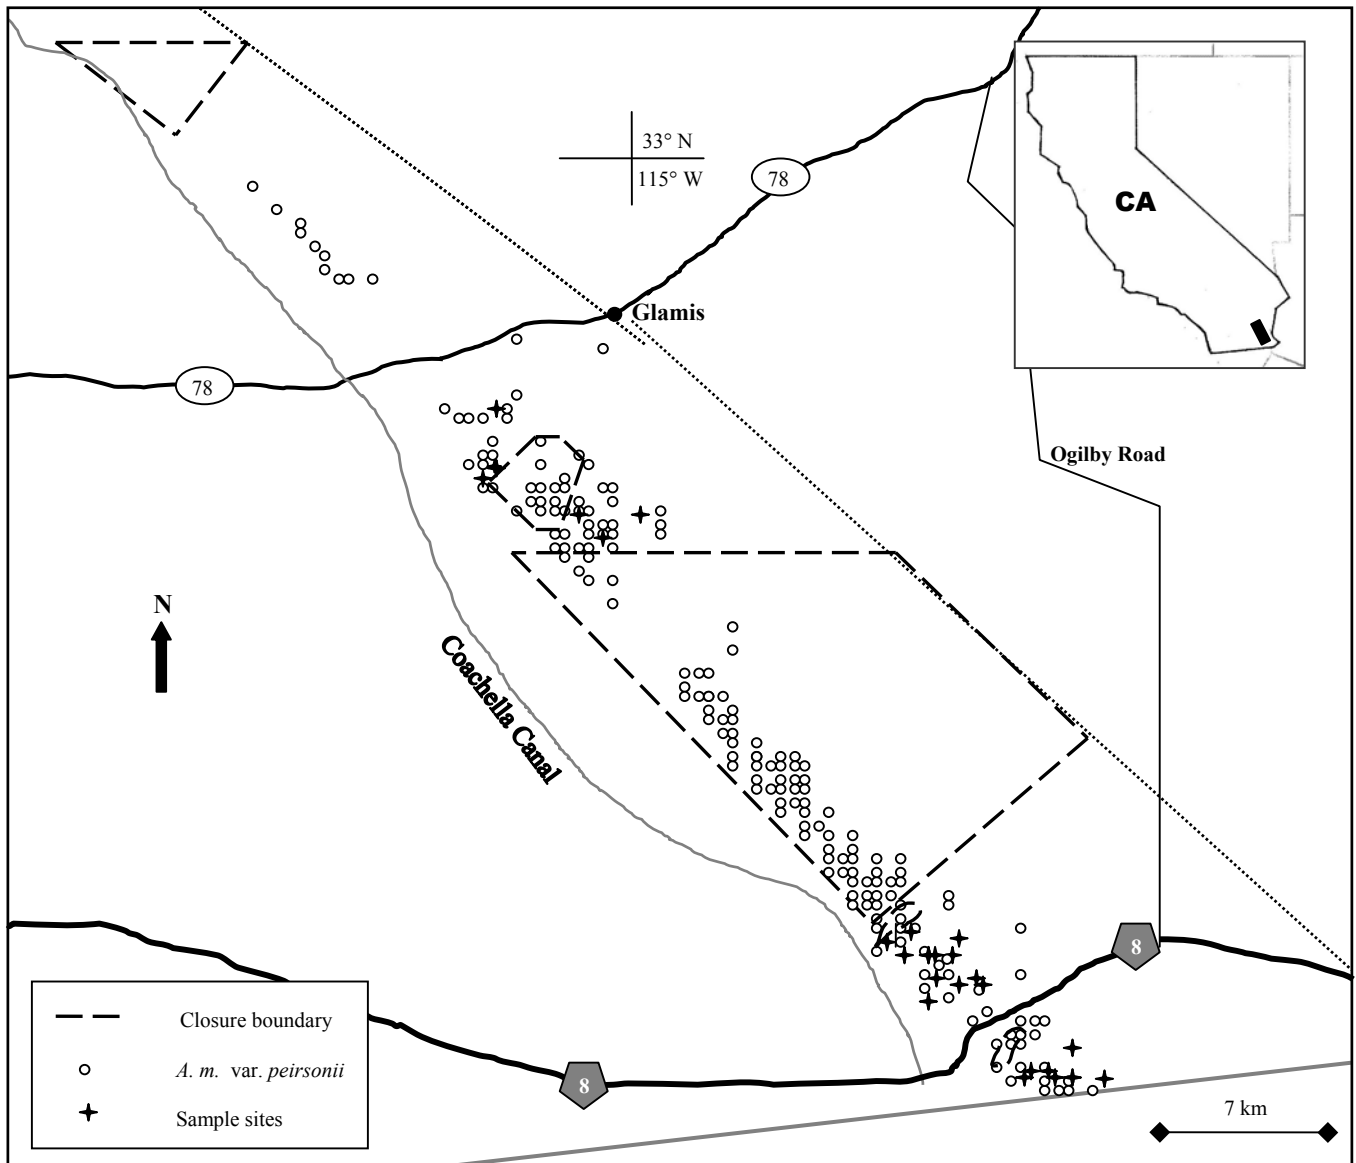 33° N
115° W
78
CA
Glamis
78
Ogilby Road
N
Coachella Canal
8
Closure boundary
A. m. var. peirsonii
Sample sites
8
7 km